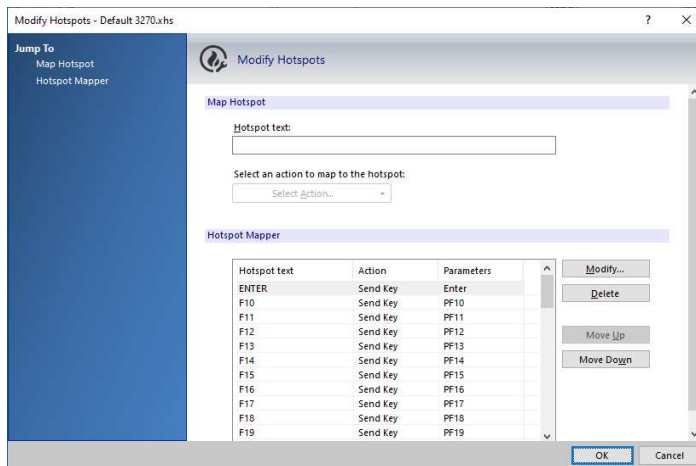 Modify Hotspots - Default 3270.xhs ? ×
Jump To
Map Hotspot
Hotspot Mapper
Modify Hotspots
Map Hotspot
Hotspot text:
Select an action to map to the hotspot:
Select Action...
Hotspot Mapper
Hotspot text Action Parameters
ENTER Send Key Enter
F10 Send Key PF10
F11 Send Key PF11
F12 Send Key PF12
F13 Send Key PF13
F14 Send Key PF14
F15 Send Key PF15
F16 Send Key PF16
F17 Send Key PF17
F18 Send Key PF18
F19 Send Key PF19
Modify...
Delete
Move Up
Move Down
OK Cancel